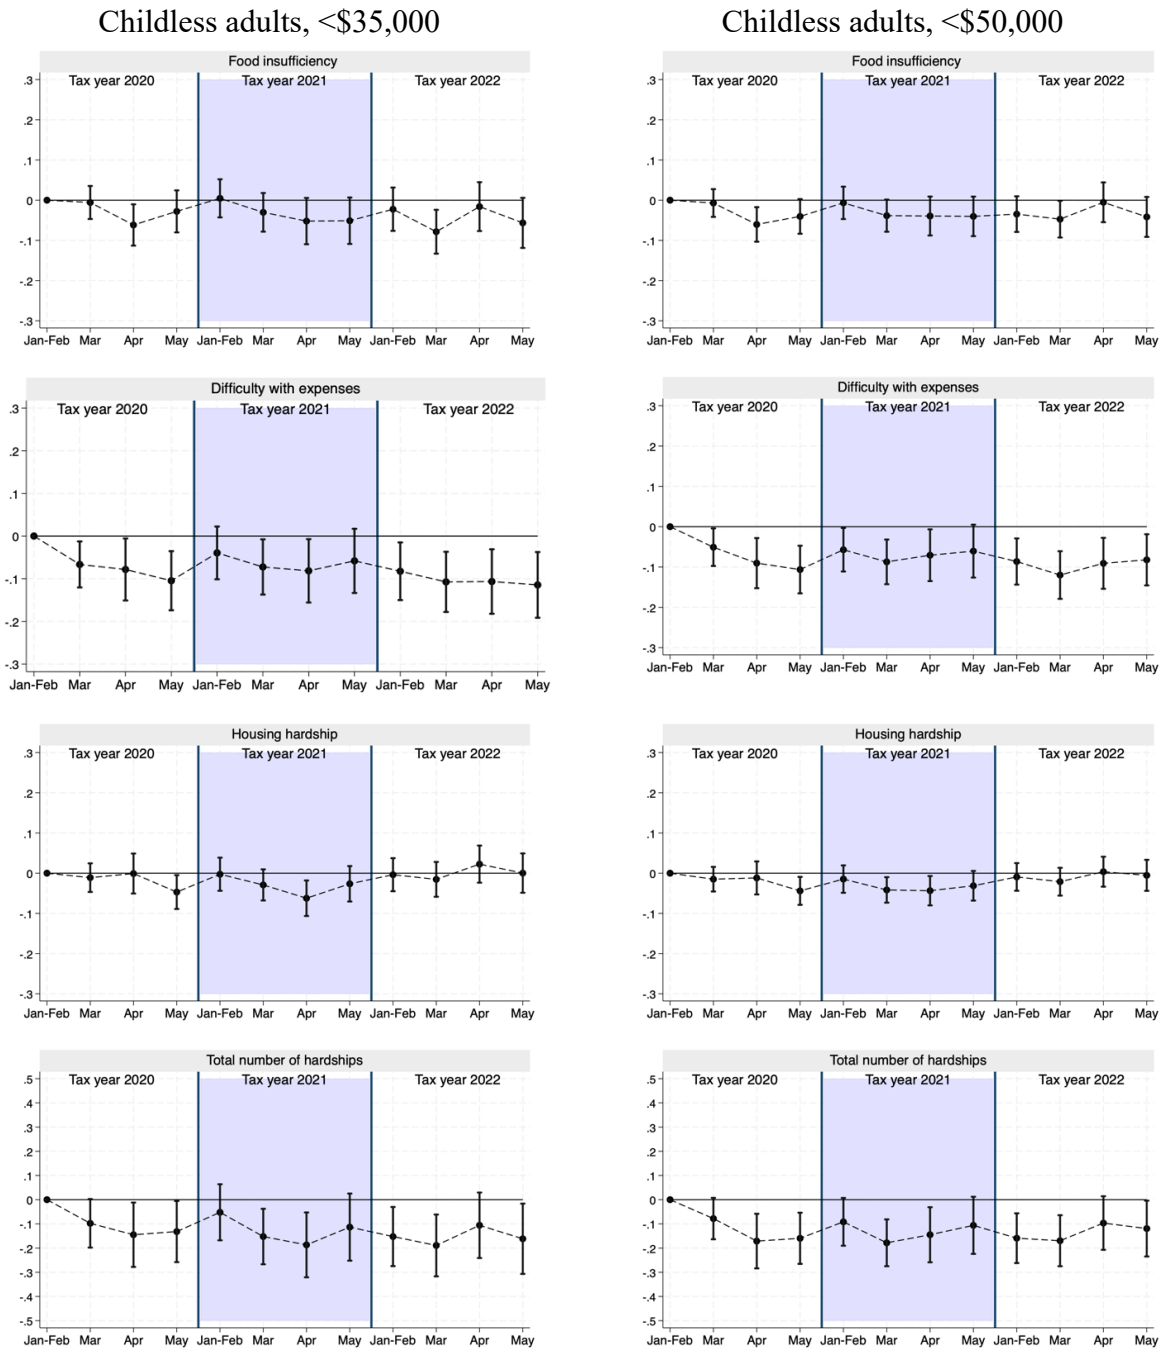 Childless adults, <$35,000
Food insufficiency
Tax year 2020 Tax year 2021 Tax year 2022
.3
.2
.1
0
-.1
-.2
-.3
Jan-Feb Mar Apr May Jan-Feb Mar Apr May Jan-Feb Mar Apr May
Difficulty with expenses
Tax year 2020 Tax year 2021 Tax year 2022
.3
.2
.1
0
-.1
-.2
-.3
Jan-Feb Mar Apr May Jan-Feb Mar Apr May Jan-Feb Mar Apr May
Housing hardship
Tax year 2020 Tax year 2021 Tax year 2022
.3
.2
.1
0
-.1
-.2
-.3
Jan-Feb Mar Apr May Jan-Feb Mar Apr May Jan-Feb Mar Apr May
Total number of hardships
Tax year 2020 Tax year 2021 Tax year 2022
.5
.4
.3
.2
.1
0
-.1
-.2
-.3
-.4
-.5
Jan-Feb Mar Apr May Jan-Feb Mar Apr May Jan-Feb Mar Apr May
Childless adults, <$50,000
Food insufficiency
Tax year 2020 Tax year 2021 Tax year 2022
.3
.2
.1
0
-.1
-.2
-.3
Jan-Feb Mar Apr May Jan-Feb Mar Apr May Jan-Feb Mar Apr May
Difficulty with expenses
Tax year 2020 Tax year 2021 Tax year 2022
.3
.2
.1
0
-.1
-.2
-.3
Jan-Feb Mar Apr May Jan-Feb Mar Apr May Jan-Feb Mar Apr May
Housing hardship
Tax year 2020 Tax year 2021 Tax year 2022
.3
.2
.1
0
-.1
-.2
-.3
Jan-Feb Mar Apr May Jan-Feb Mar Apr May Jan-Feb Mar Apr May
Total number of hardships
Tax year 2020 Tax year 2021 Tax year 2022
.5
.4
.3
.2
.1
0
-.1
-.2
-.3
-.4
-.5
Jan-Feb Mar Apr May Jan-Feb Mar Apr May Jan-Feb Mar Apr May